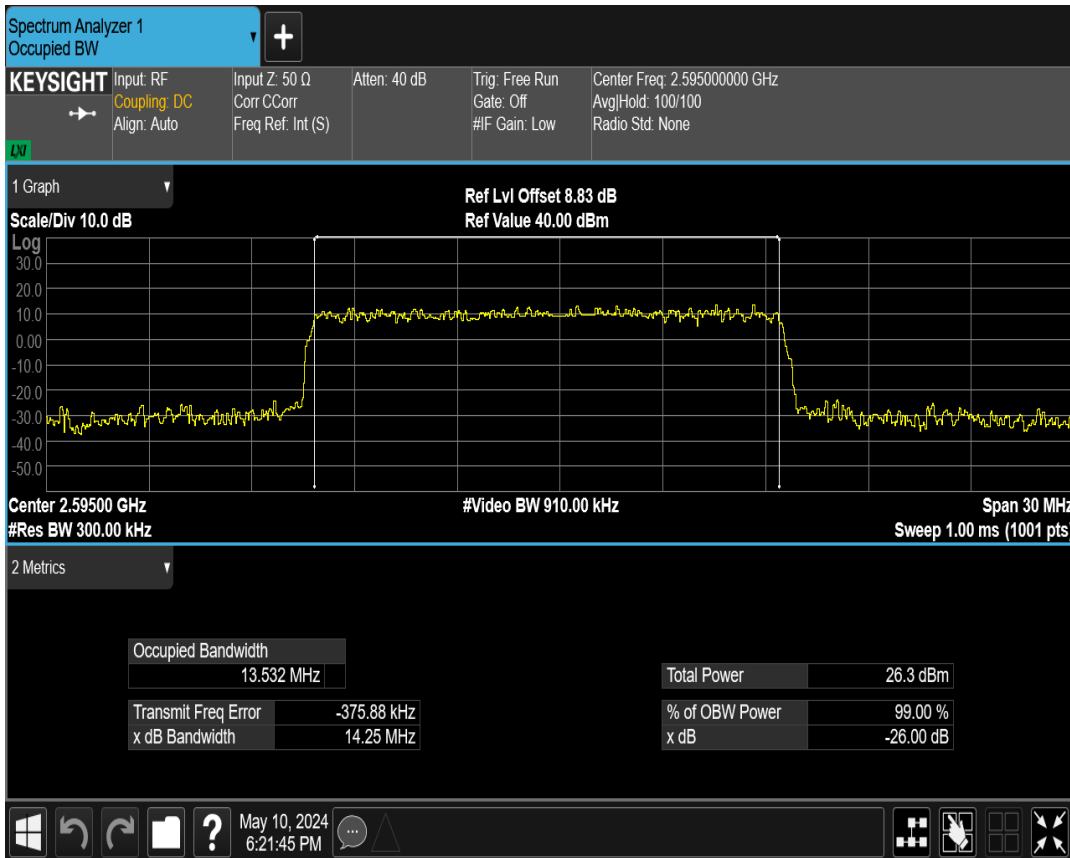 Spectrum Analyzer 1
Occupied BW
+
KEYSIGHT
LXI
Input: RF
Coupling: DC
Align: Auto
Input Z: 50 Ω
Corr CCorr
Freq Ref: Int (S)
Atten: 40 dB
Trig: Free Run
Gate: Off
#IF Gain: Low
Center Freq: 2.595000000 GHz
Avg|Hold: 100/100
Radio Std: None
1 Graph
Ref Lvl Offset 8.83 dB
Scale/Div 10.0 dB
Ref Value 40.00 dBm
Log
30.0
20.0
10.0
0.00
-10.0
-20.0
-30.0
-40.0
-50.0
Center 2.59500 GHz
#Video BW 910.00 kHz
Span 30 MHz
#Res BW 300.00 kHz
Sweep 1.00 ms (1001 pts)
2 Metrics
Occupied Bandwidth
13.532 MHz
Total Power 26.3 dBm
Transmit Freq Error -375.88 kHz
% of OBW Power 99.00 %
x dB Bandwidth 14.25 MHz
x dB -26.00 dB
?
May 10, 2024
6:21:45 PM